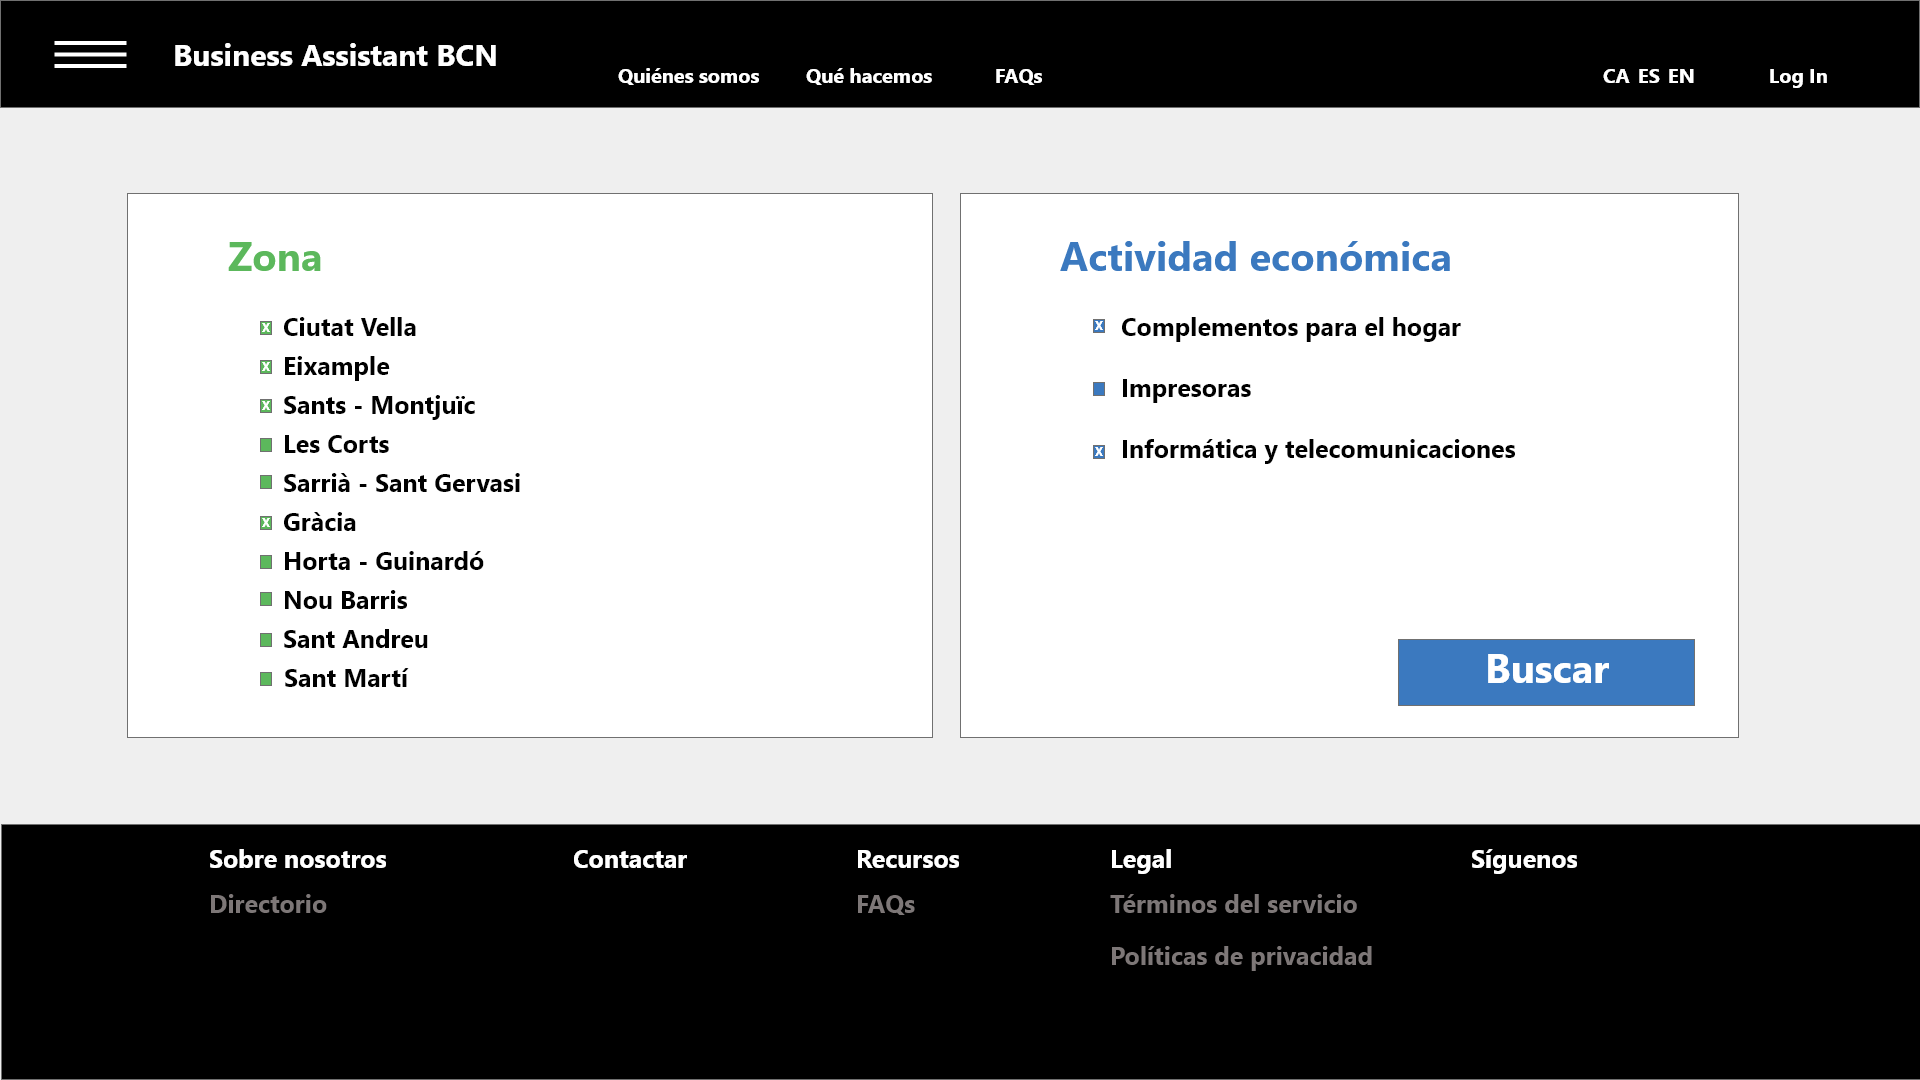 Business Assistant BCN
Quiénes somos
Qué hacemos
FAQs
CA ES EN
Log In
Zona
x Ciutat Vella
x Eixample
x Sants - Montjuïc
Les Corts
Sarrià - Sant Gervasi
x Gràcia
Horta - Guinardó
Nou Barris
Sant Andreu
Sant Martí
Actividad económica
x Complementos para el hogar
Impresoras
x Informática y telecomunicaciones
Buscar
Sobre nosotros
Directorio
Contactar
Recursos
FAQs
Legal
Términos del servicio
Políticas de privacidad
Síguenos